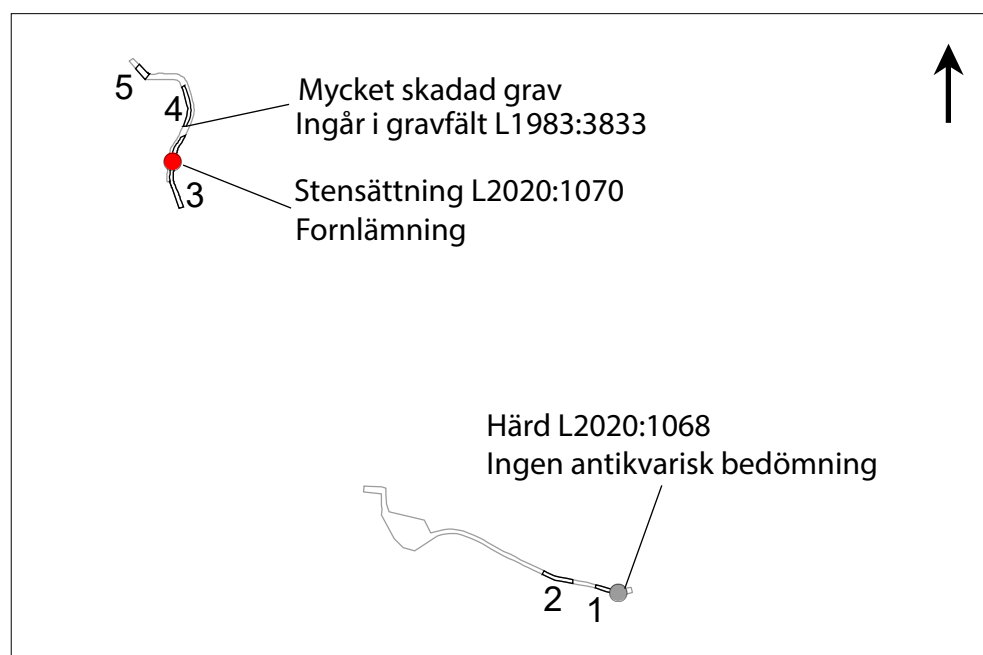 5
4
Mycket skadad grav
Ingår i gravfält L1983:3833
3
Stensättning L2020:1070
Fornlämning
Härd L2020:1068
Ingen antikvarisk bedömning
2
1